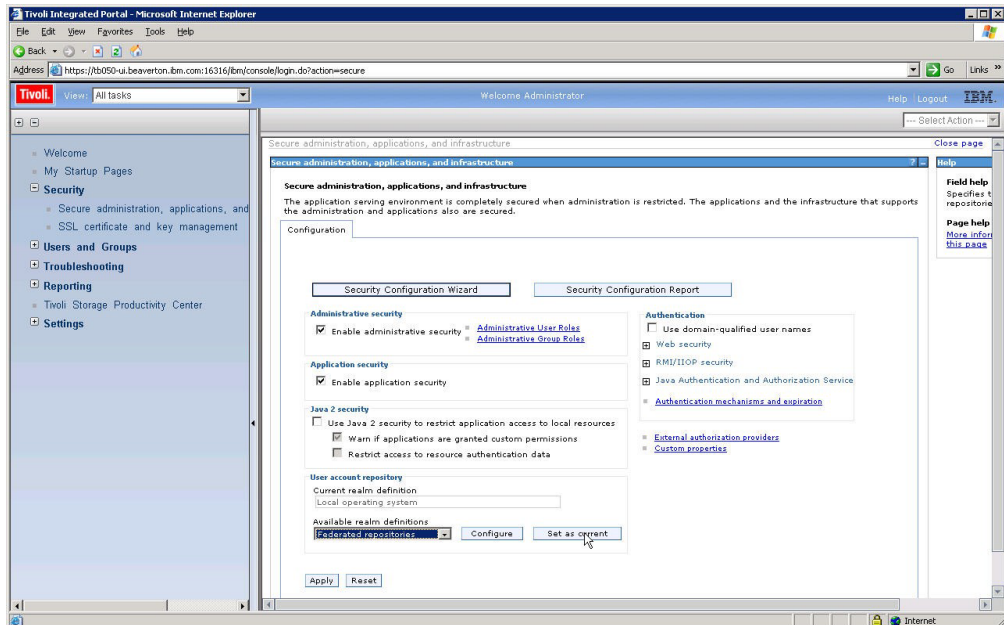 Tivoli Integrated Portal - Microsoft Internet Explorer
File Edit View Favorites Tools Help
Back
Address https://tb050-ui.beaverton.ibm.com:16316/ibm/console/login.do?action=secure Go Links »
Tivoli. View: All tasks Welcome Administrator Help Logout IBM.
--- Select Action ---
Welcome
My Startup Pages
Security
Secure administration, applications, and
SSL certificate and key management
Users and Groups
Troubleshooting
Reporting
Tivoli Storage Productivity Center
Settings
Secure administration, applications, and infrastructure Close page
Secure administration, applications, and infrastructure ? –
Secure administration, applications, and infrastructure
The application serving environment is completely secured when administration is restricted. The applications and the infrastructure that supports
the administration and applications also are secured.
Configuration
Security Configuration Wizard Security Configuration Report
Administrative security
Enable administrative security Administrative User Roles
Administrative Group Roles
Application security
Enable application security
Java 2 security
Use Java 2 security to restrict application access to local resources
Warn if applications are granted custom permissions
Restrict access to resource authentication data
User account repository
Current realm definition
Local operating system
Available realm definitions
Federated repositories Configure Set as current
Apply Reset
Authentication
Use domain-qualified user names
Web security
RMI/IIOP security
Java Authentication and Authorization Service
Authentication mechanisms and expiration
External authorization providers
Custom properties
Help
Field help
Specifies t
repositorie
Page help
More infor
this page
Internet